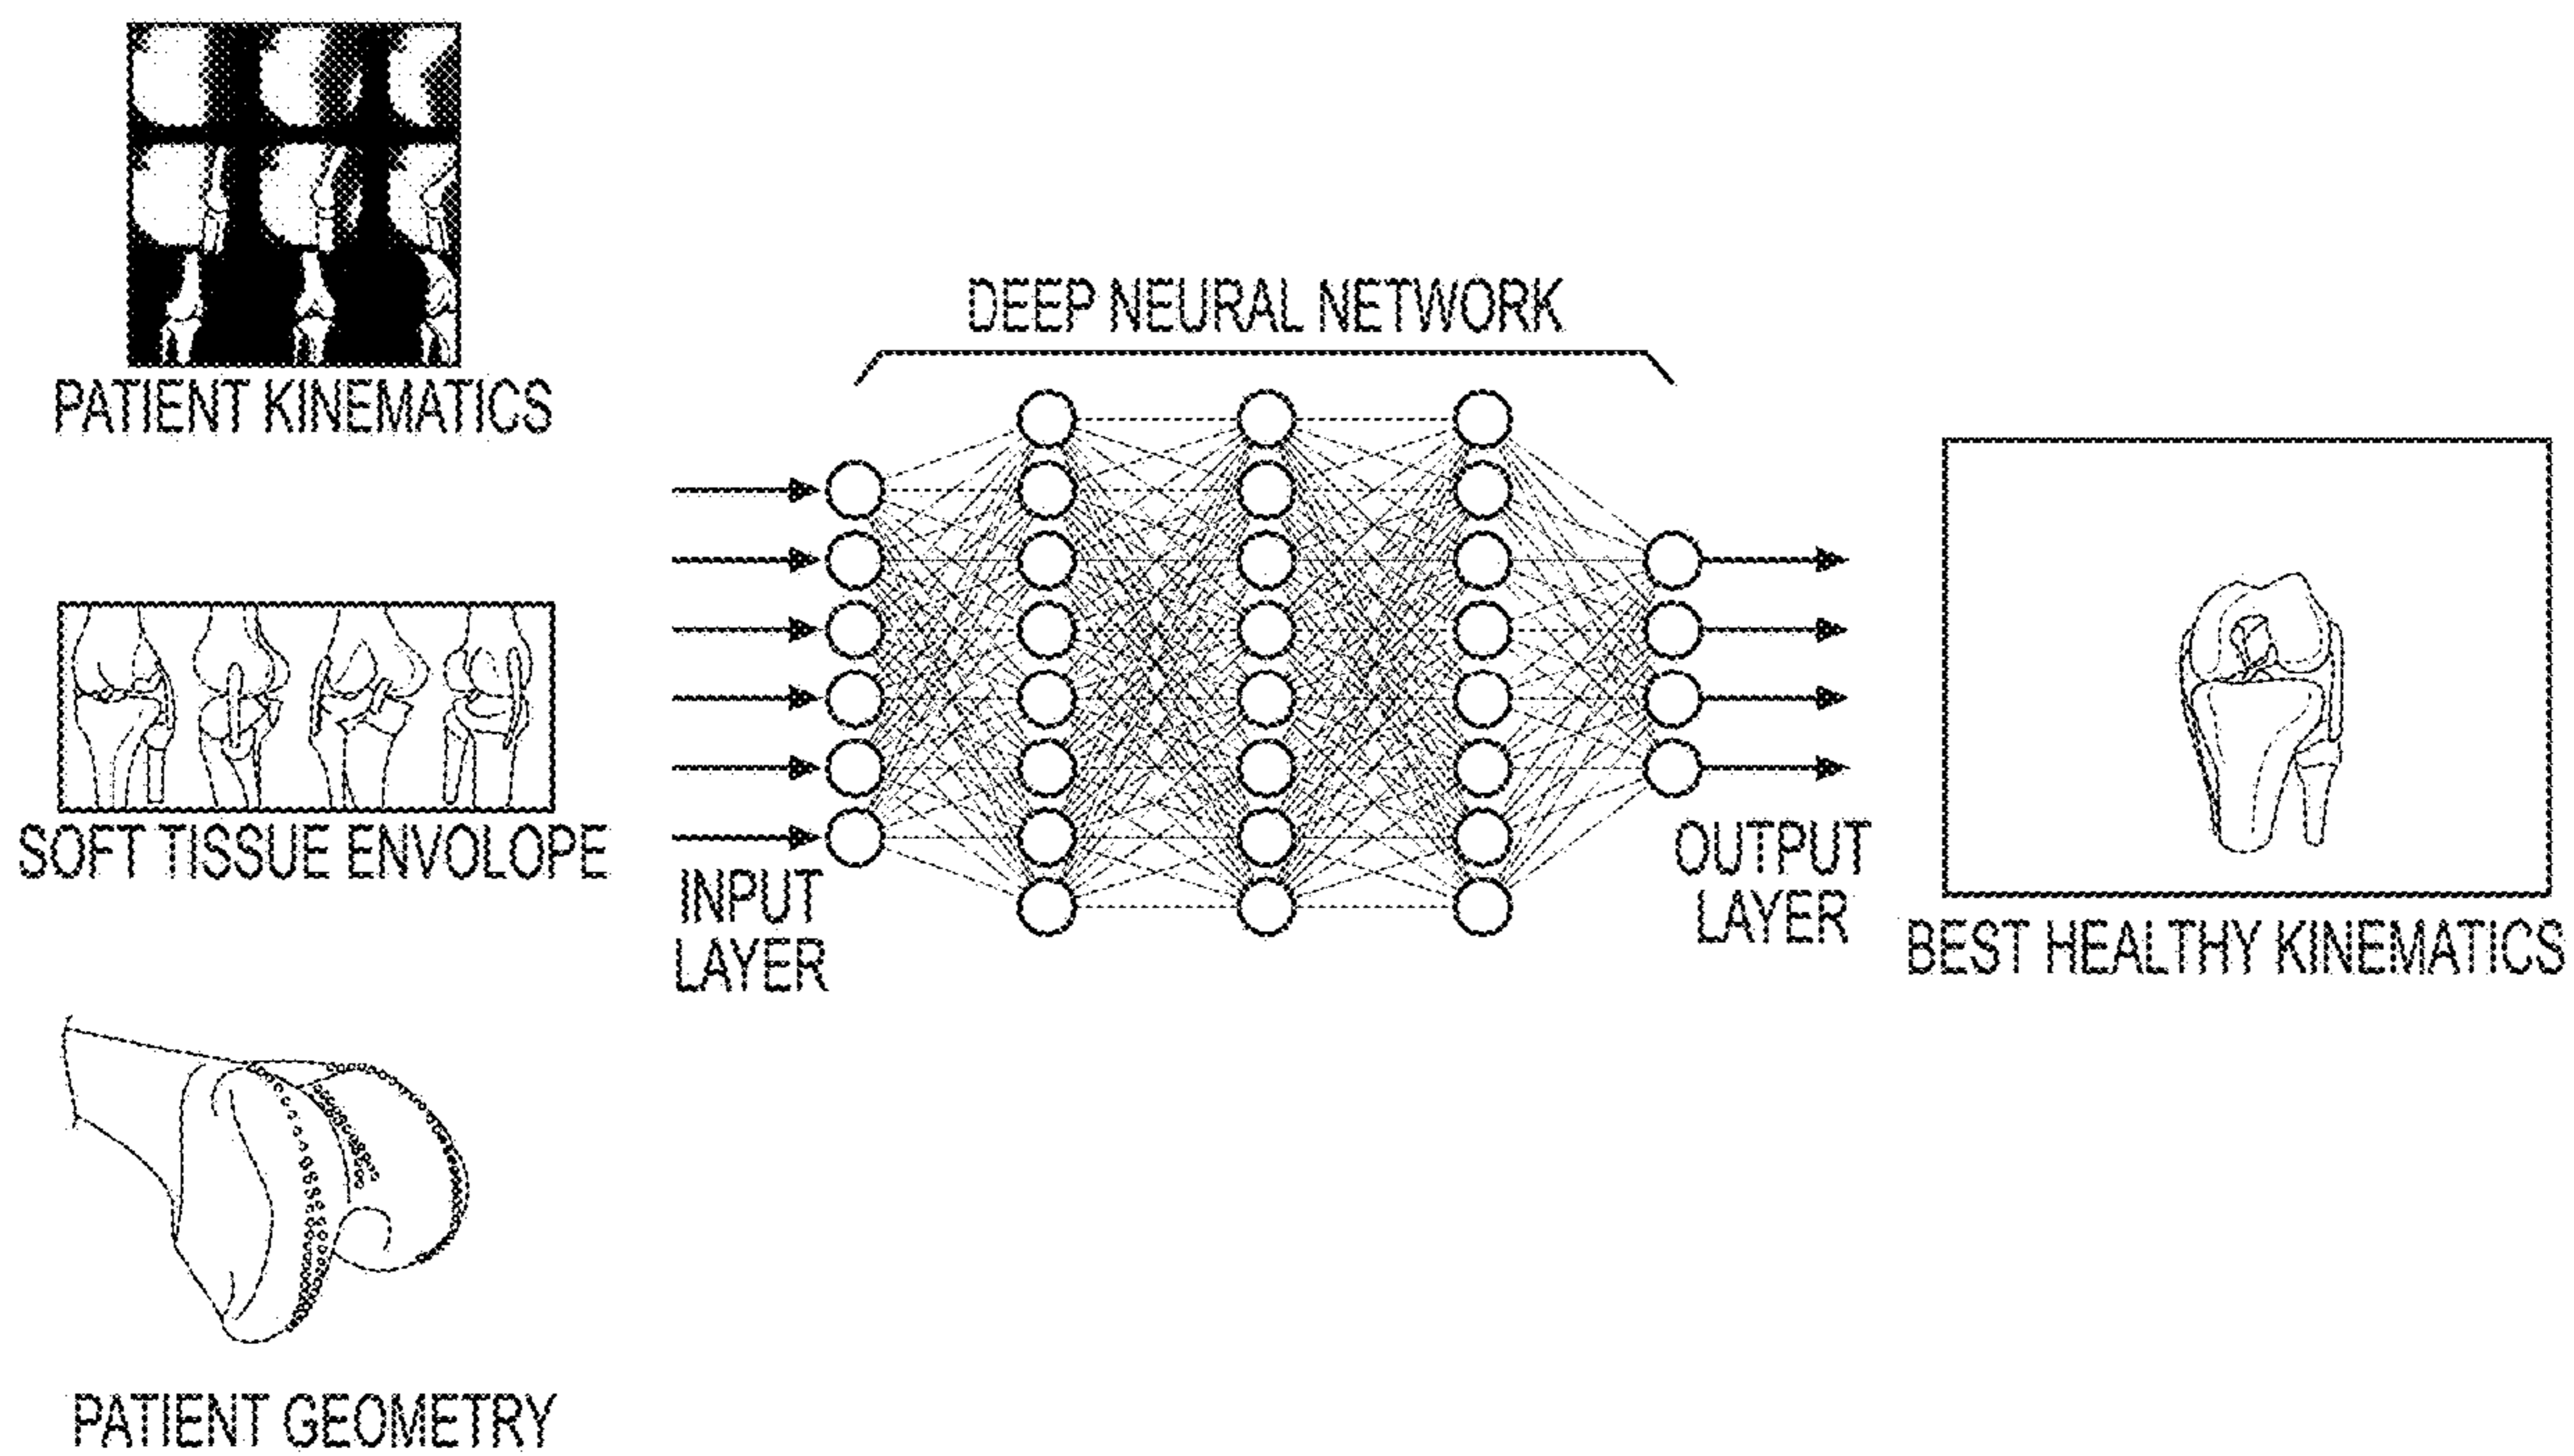 PATIENT KINEMATICS
DEEP NEURAL NETWORK
SOFT TISSUE ENVOLOPE
INPUT
LAYER
OUTPUT
LAYER
BEST HEALTHY KINEMATICS
PATIENT GEOMETRY